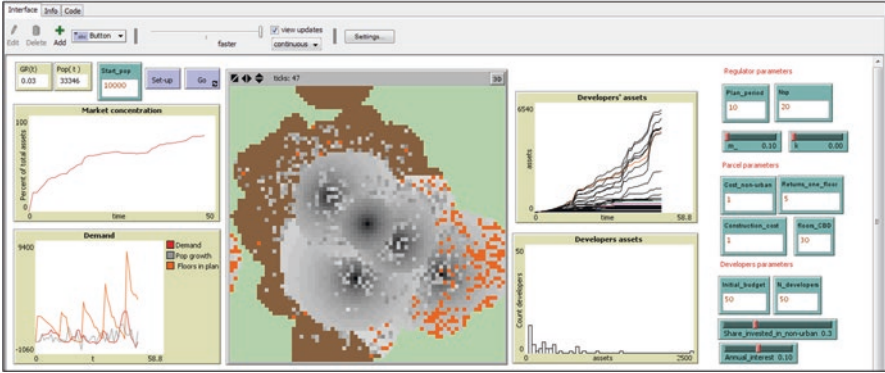 Interface Info Code
Edit Delete Add Button faster view updates continuous Settings...
GR(t) 0.03
Pop( t ) 33346
Start_pop 10000
Set-up
Go
Market concentration
100
Percent of total assets
0
0 time 50
Demand
9400
-1060
0 t 58.8
Demand
Pop growth
Floors in plan
ticks: 47
3D
Developers' assets
6540
assets
0
0 time 58.8
Developers assets
50
Count developers
0
0 assets 2500
Regulator parameters
Plan_period 10
Nnp 20
m_ 0.10
k 0.00
Parcel parameters
Cost_non-urban 1
Returns_one_floor 5
Construction_cost 1
Floors_CBD 30
Developers parameters
Initial_budget 50
N_developers 50
Share_invested_in_non-urban 0.3
Annual_interest 0.10